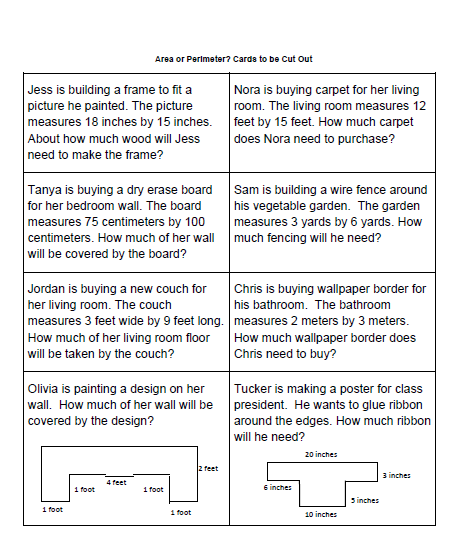 Area or Perimeter? Cards to be Cut Out
Jess is building a frame to fit a
picture he painted. The picture
measures 18 inches by 15 inches.
About how much wood will Jess
need to make the frame?
Nora is buying carpet for her living
room. The living room measures 12
feet by 15 feet. How much carpet
does Nora need to purchase?
Tanya is buying a dry erase board
for her bedroom wall. The board
measures 75 centimeters by 100
centimeters. How much of her wall
will be covered by the board?
Sam is building a wire fence around
his vegetable garden. The garden
measures 3 yards by 6 yards. How
much fencing will he need?
Jordan is buying a new couch for
her living room. The couch
measures 3 feet wide by 9 feet long.
How much of her living room floor
will be taken by the couch?
Chris is buying wallpaper border for
his bathroom. The bathroom
measures 2 meters by 3 meters.
How much wallpaper border does
Chris need to buy?
Olivia is painting a design on her
wall. How much of her wall will be
covered by the design?
2 feet
4 feet
1 foot
1 foot
1 foot
1 foot
Tucker is making a poster for class
president. He wants to glue ribbon
around the edges. How much ribbon
will he need?
20 inches
3 inches
6 inches
5 inches
10 inches